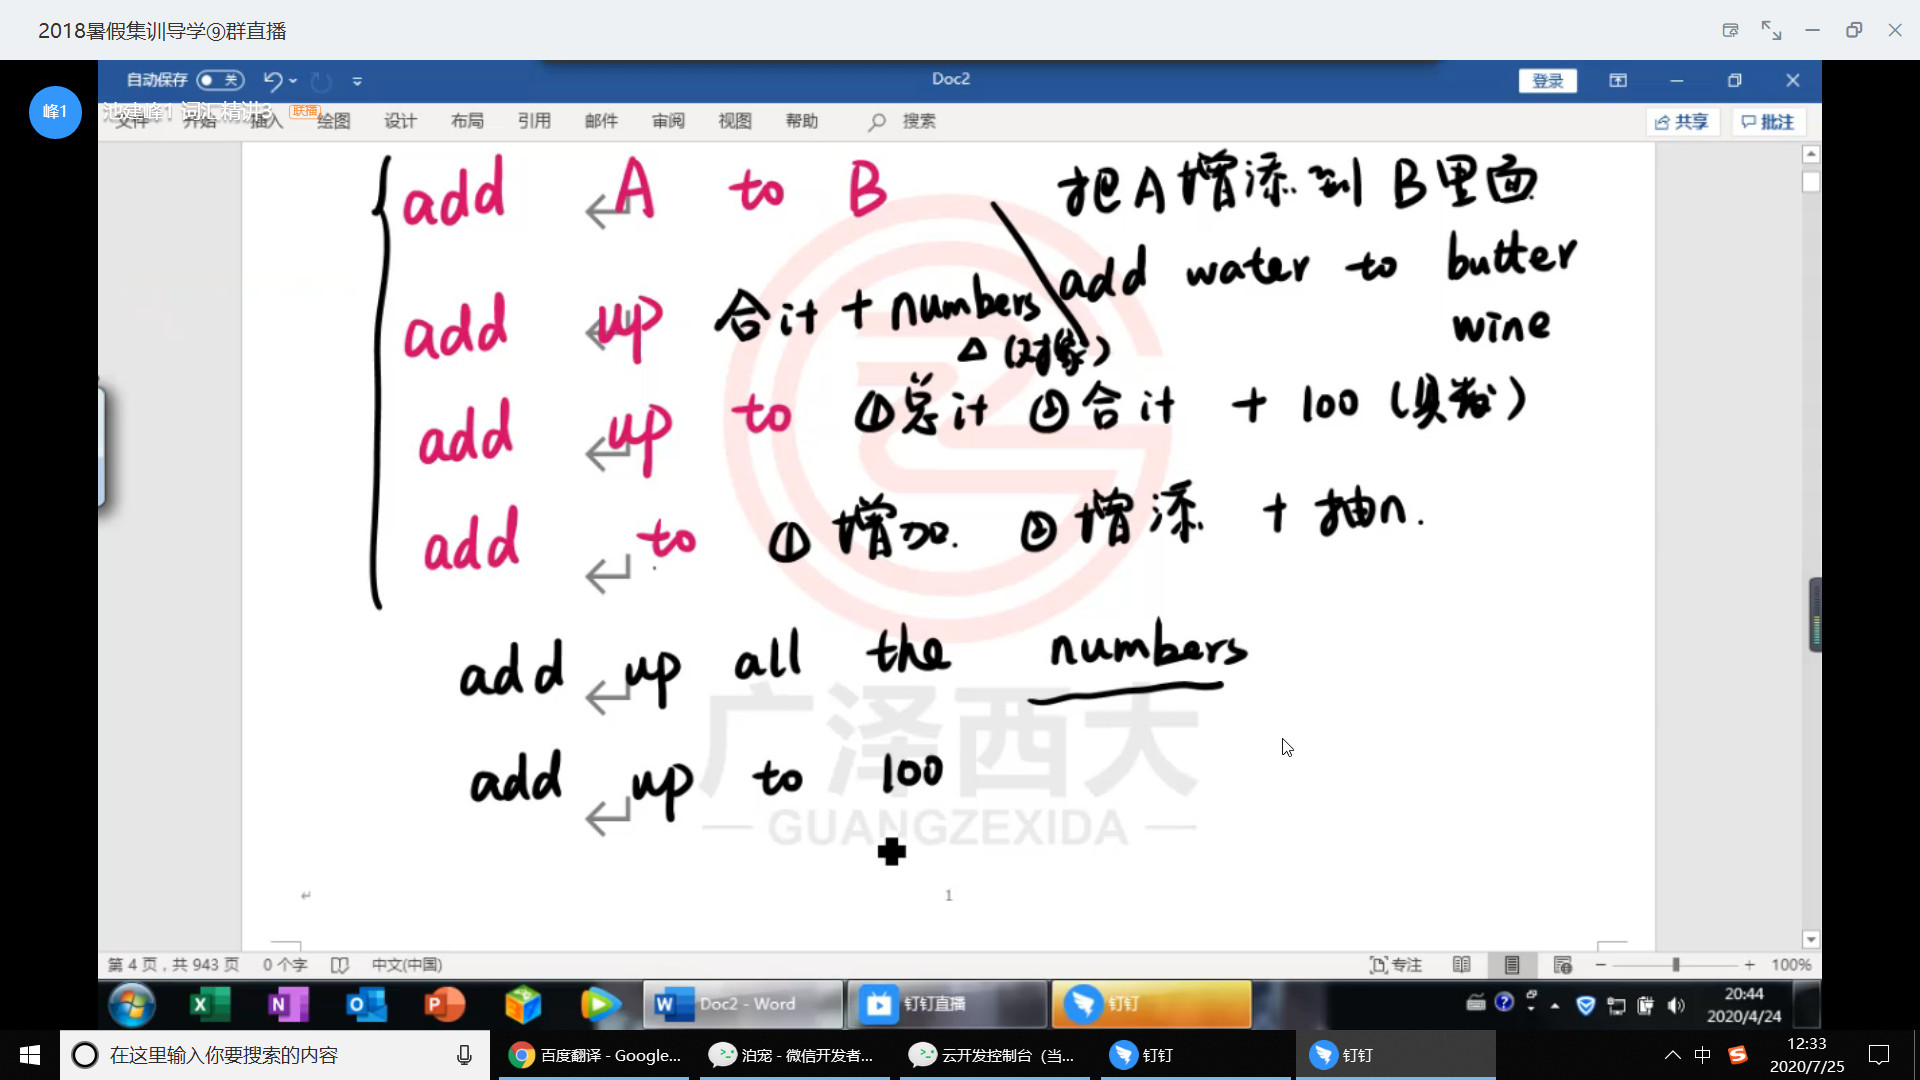 2018暑假集训导学⑨群直播
自动保存 关 Doc2 登录
峰1 池建峰1 词汇精讲3 联播
文件 开始 插入 绘图 设计 布局 引用 邮件 审阅 视图 帮助 搜索 共享 批注
add A to B 把A增添到B里面
add water to butter
wine
add up 合计 + numbers
△(对象)
add up to ①总计 ②合计 + 100 (具数)
add to ①增加. ②增添 + 抽n.
add up all the numbers
add up to 100
广泽西大
— GUANGZEXIDA —
1
第 4 页，共 943 页 0 个字 中文(中国) 专注 100%
Doc2 - Word 钉钉直播 钉钉 20:44
2020/4/24
在这里输入你要搜索的内容 百度翻译 - Google... 泊宠 - 微信开发者... 云开发控制台（当... 钉钉 钉钉 中 12:33
2020/7/25